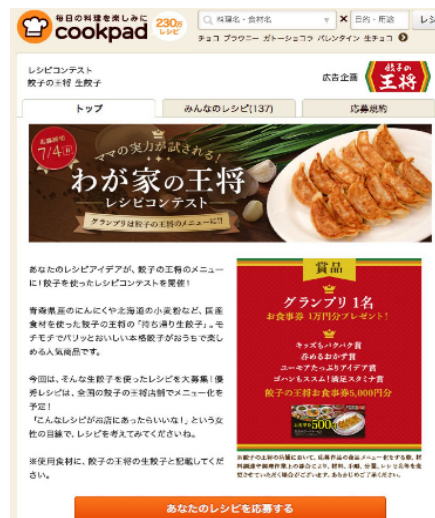 毎日の料理を楽しみに
cookpad
230万
レシピ
料理名・食材名
目的・用途
チョコ ブラウニー ガトーショコラ バレンタイン 生チョコ
レシピコンテスト
餃子の王将 生餃子
広告企画
餃子の
王将
トップ
みんなのレシピ(137)
応募規約
応募締切
7/4
ママの実力が試される!
わが家の王将
レシピコンテスト
グランプリは餃子の王将のメニューに!!
あなたのレシピアイデアが、餃子の王将のメニュー
に!餃子を使ったレシピコンテストを開催!
青森県産のにんにくや北海道の小麦粉など、国産
食材を使った餃子の王将の「持ち帰り生餃子」。モ
チモチでパリッとおいしい本格餃子がおうちで楽し
める人気商品です。
今回は、そんな生餃子を使ったレシピを大募集!優
秀レシピは、全国の餃子の王将店舗でメニュー化を
予定!
「こんなレシピがお店にあったらいいな!」という女
性の目線で、レシピを考えてみてくださいね。
※使用食材に、餃子の王将の生餃子と記載してくだ
さい。
賞品
グランプリ 1名
お食事券 1万円分プレゼント!
キッズもパクパク賞
呑めるおかず賞
ユーモアたっぷりアイデア賞
ゴハンもススム!満足スタミナ賞
餃子の王将お食事券5,000円分
500
あなたのレシピを応募する